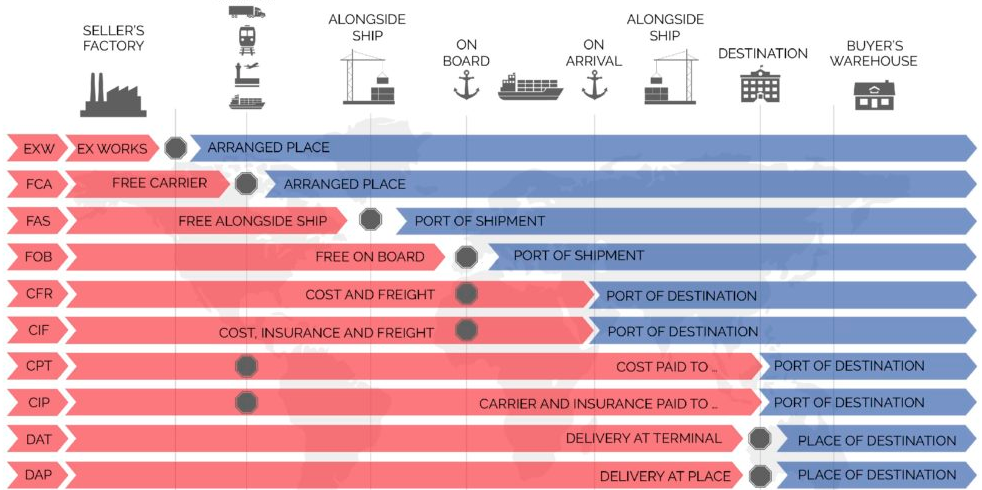 SELLER'S
FACTORY
ALONGSIDE
SHIP
ON
BOARD
ON
ARRIVAL
ALONGSIDE
SHIP
DESTINATION
BUYER'S
WAREHOUSE
EXW EX WORKS ARRANGED PLACE
FCA FREE CARRIER ARRANGED PLACE
FAS FREE ALONGSIDE SHIP PORT OF SHIPMENT
FOB FREE ON BOARD PORT OF SHIPMENT
CFR COST AND FREIGHT PORT OF DESTINATION
CIF COST, INSURANCE AND FREIGHT PORT OF DESTINATION
CPT COST PAID TO ... PORT OF DESTINATION
CIP CARRIER AND INSURANCE PAID TO ... PORT OF DESTINATION
DAT DELIVERY AT TERMINAL PLACE OF DESTINATION
DAP DELIVERY AT PLACE PLACE OF DESTINATION